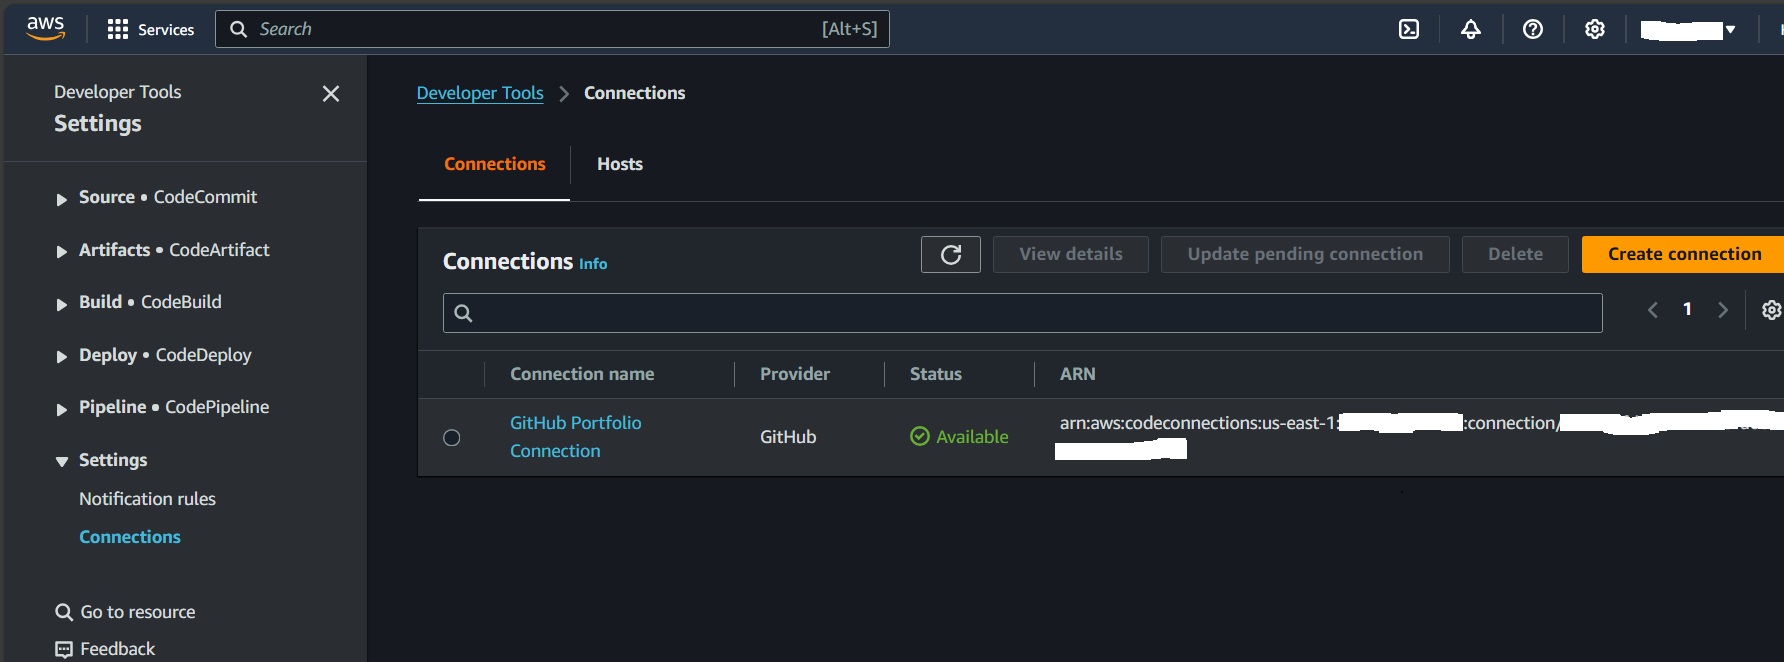 aws
Services
Search
[Alt+S]
Developer Tools
Settings
Source • CodeCommit
Artifacts • CodeArtifact
Build • CodeBuild
Deploy • CodeDeploy
Pipeline • CodePipeline
Settings
Notification rules
Connections
Go to resource
Feedback
Developer Tools > Connections
Connections
Hosts
Connections Info
View details
Update pending connection
Delete
Create connection
1
Connection name
Provider
Status
ARN
GitHub Portfolio
Connection
GitHub
Available
arn:aws:codeconnections:us-east-1:
:connection/